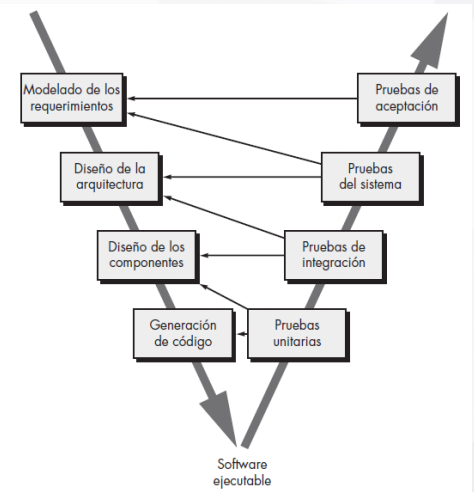 Modelado de los
requerimientos
Pruebas de
aceptación
Diseño de la
arquitectura
Pruebas
del sistema
Diseño de los
componentes
Pruebas de
integración
Generación
de código
Pruebas
unitarias
Software
ejecutable